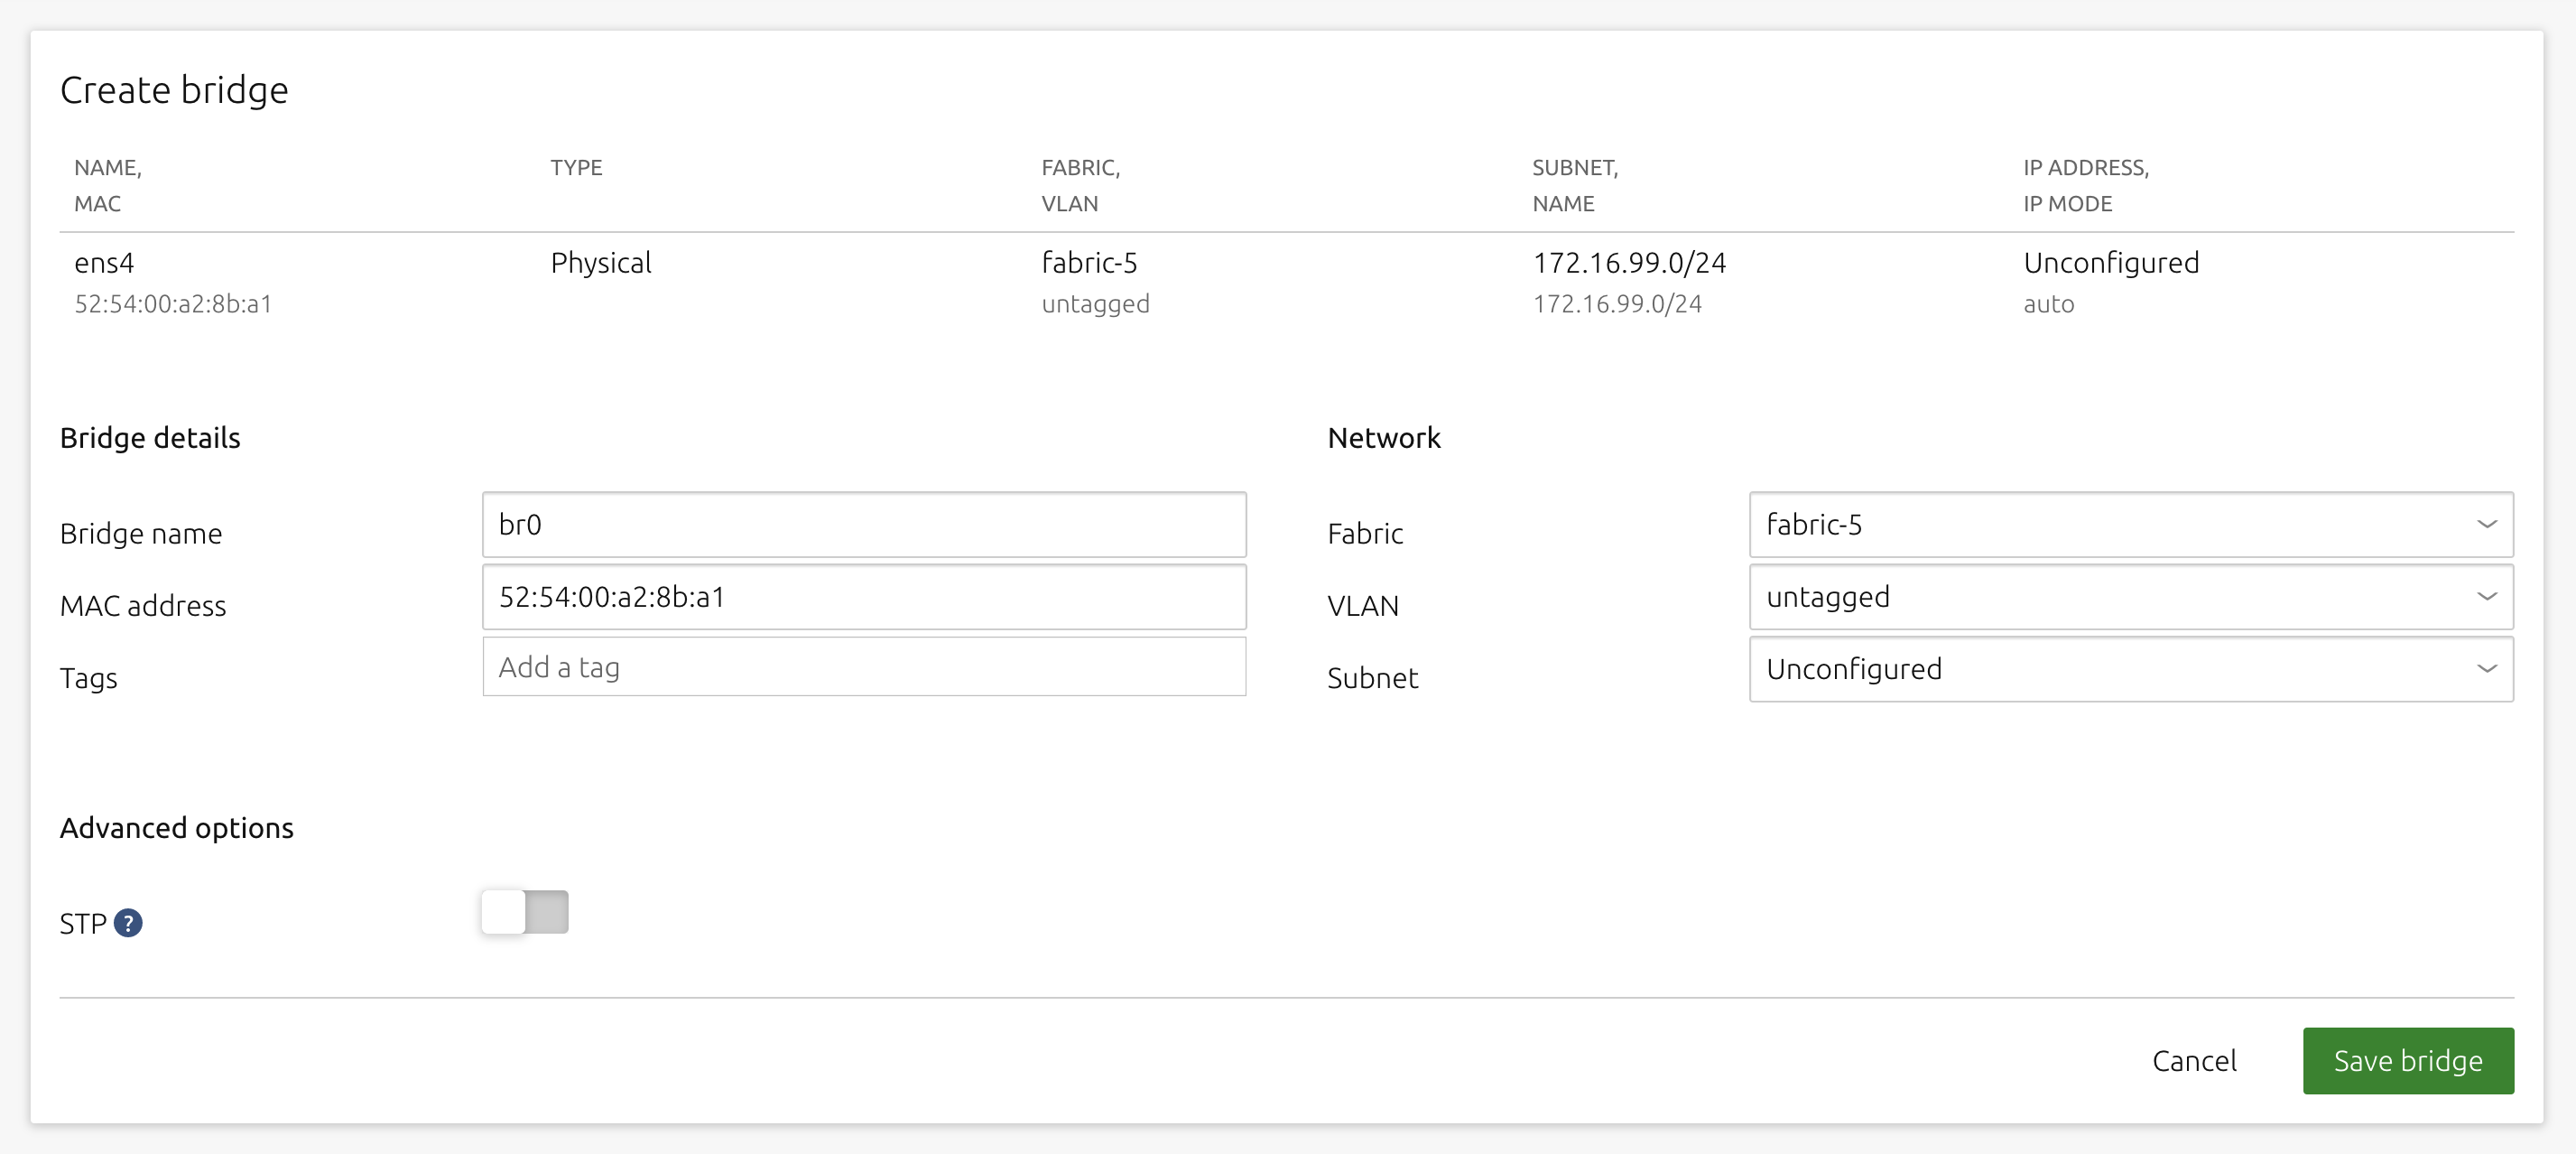 Create bridge
NAME,
MAC
TYPE
FABRIC,
VLAN
SUBNET,
NAME
IP ADDRESS,
IP MODE
ens4
52:54:00:a2:8b:a1
Physical
fabric-5
untagged
172.16.99.0/24
172.16.99.0/24
Unconfigured
auto
Bridge details
Bridge name
br0
MAC address
52:54:00:a2:8b:a1
Tags
Add a tag
Network
Fabric
fabric-5
VLAN
untagged
Subnet
Unconfigured
Advanced options
STP ?
Cancel
Save bridge